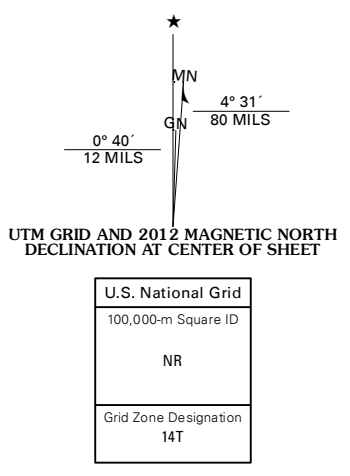 ★
MN
4° 31´
80 MILS
GN
0° 40´
12 MILS
UTM GRID AND 2012 MAGNETIC NORTH
DECLINATION AT CENTER OF SHEET
U.S. National Grid
100,000-m Square ID
NR
Grid Zone Designation
14T